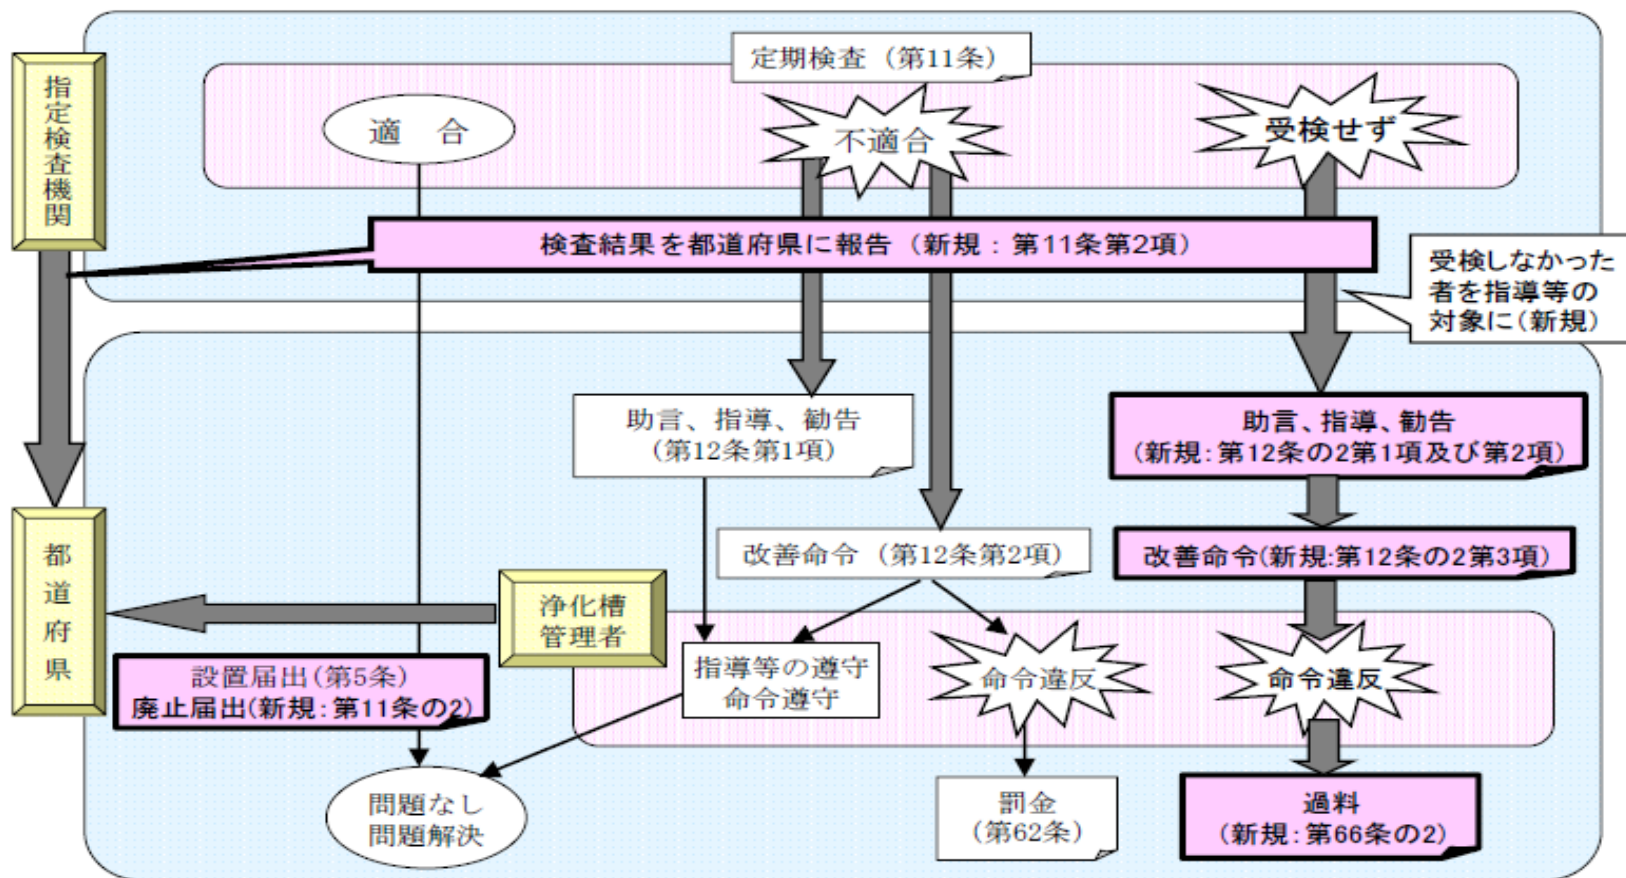 定期検査（第11条）
指定検査機関
適　合
不適合
受検せず
検査結果を都道府県に報告（新規：第11条第2項）
受検しなかった
者を指導等の
対象に（新規）
助言、指導、勧告
（第12条第1項）
助言、指導、勧告
(新規：第12条の2第1項及び第2項)
改善命令（第12条第2項）
改善命令(新規:第12条の2第3項)
都道府県
浄化槽
管理者
設置届出(第5条)
廃止届出(新規：第11条の2)
指導等の遵守
命令遵守
命令違反
命令違反
問題なし
問題解決
罰金
（第62条）
過料
（新規：第66条の2）